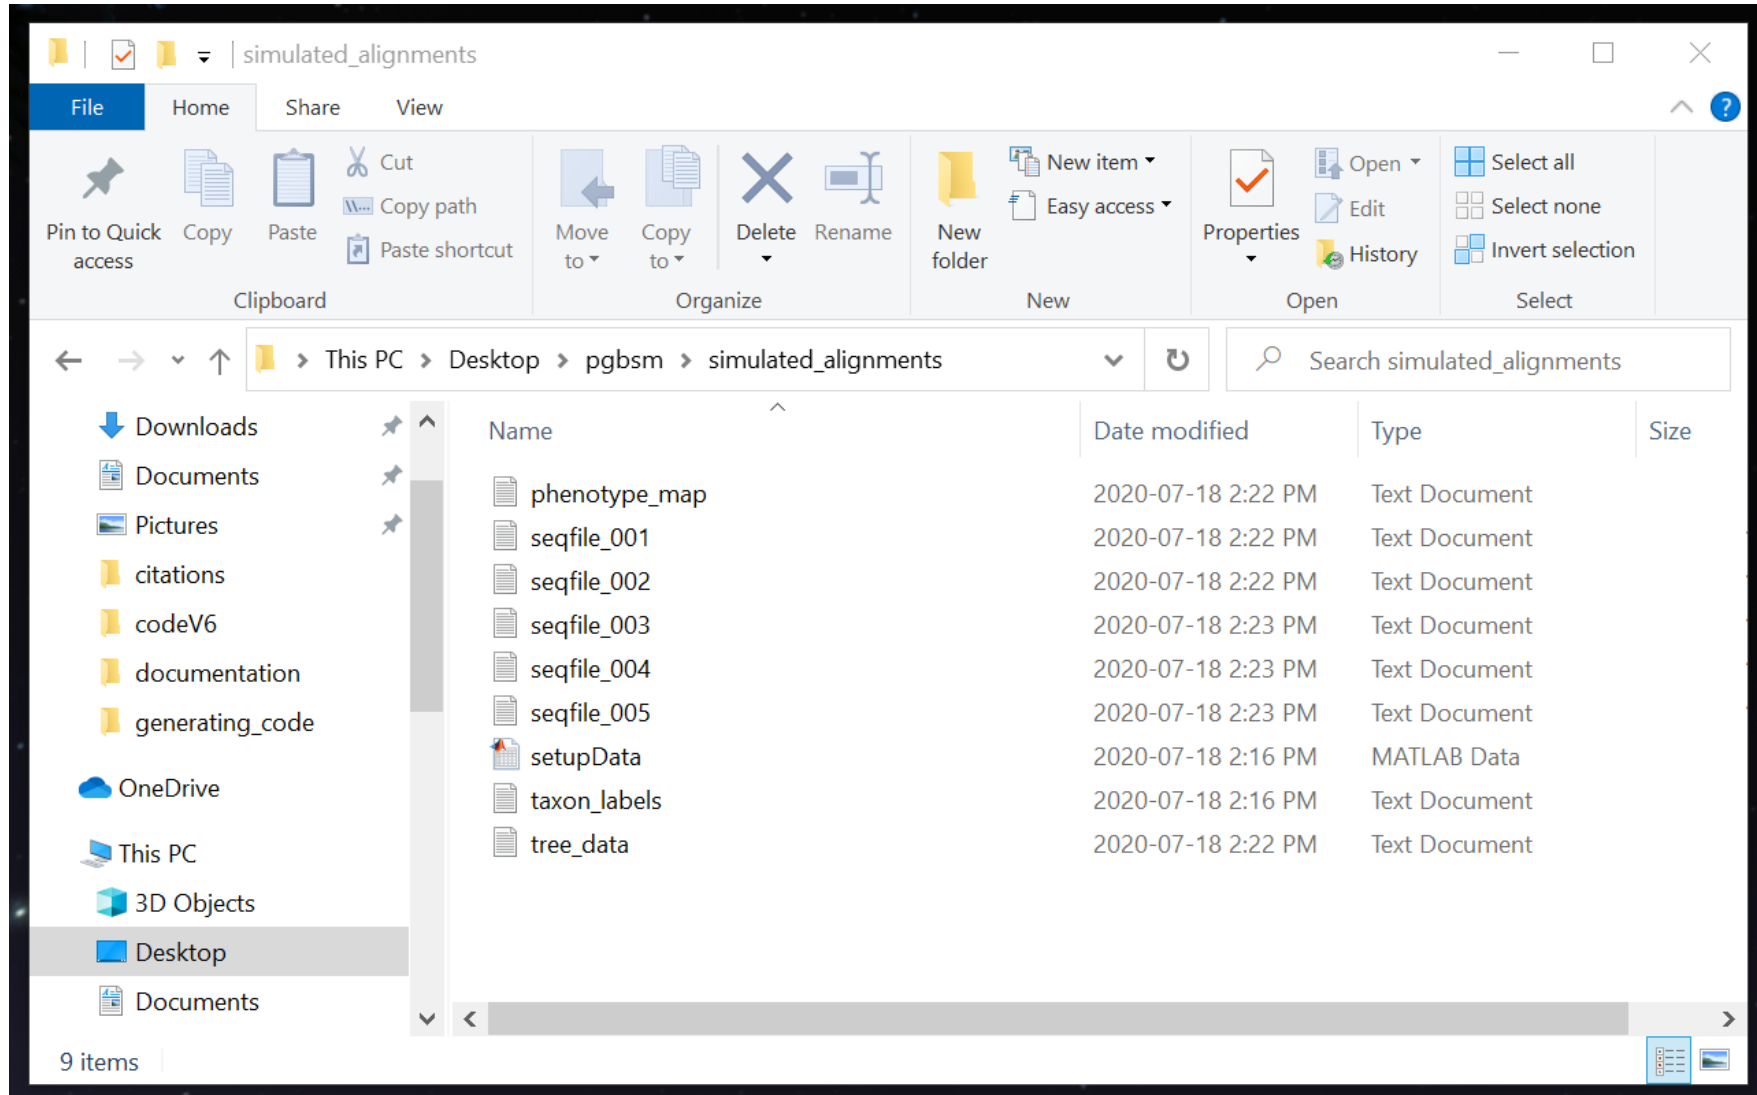 simulated_alignments
File Home Share View
Pin to Quick access
Copy
Paste
Cut
Copy path
Paste shortcut
Clipboard
Move to
Copy to
Delete
Rename
Organize
New folder
New item
Easy access
New
Properties
Open
Edit
History
Open
Select all
Select none
Invert selection
Select
This PC > Desktop > pgbsm > simulated_alignments
Search simulated_alignments
Downloads
Documents
Pictures
citations
codeV6
documentation
generating_code
OneDrive
This PC
3D Objects
Desktop
Documents
Name Date modified Type Size
phenotype_map 2020-07-18 2:22 PM Text Document
seqfile_001 2020-07-18 2:22 PM Text Document
seqfile_002 2020-07-18 2:22 PM Text Document
seqfile_003 2020-07-18 2:23 PM Text Document
seqfile_004 2020-07-18 2:23 PM Text Document
seqfile_005 2020-07-18 2:23 PM Text Document
setupData 2020-07-18 2:16 PM MATLAB Data
taxon_labels 2020-07-18 2:16 PM Text Document
tree_data 2020-07-18 2:22 PM Text Document
9 items